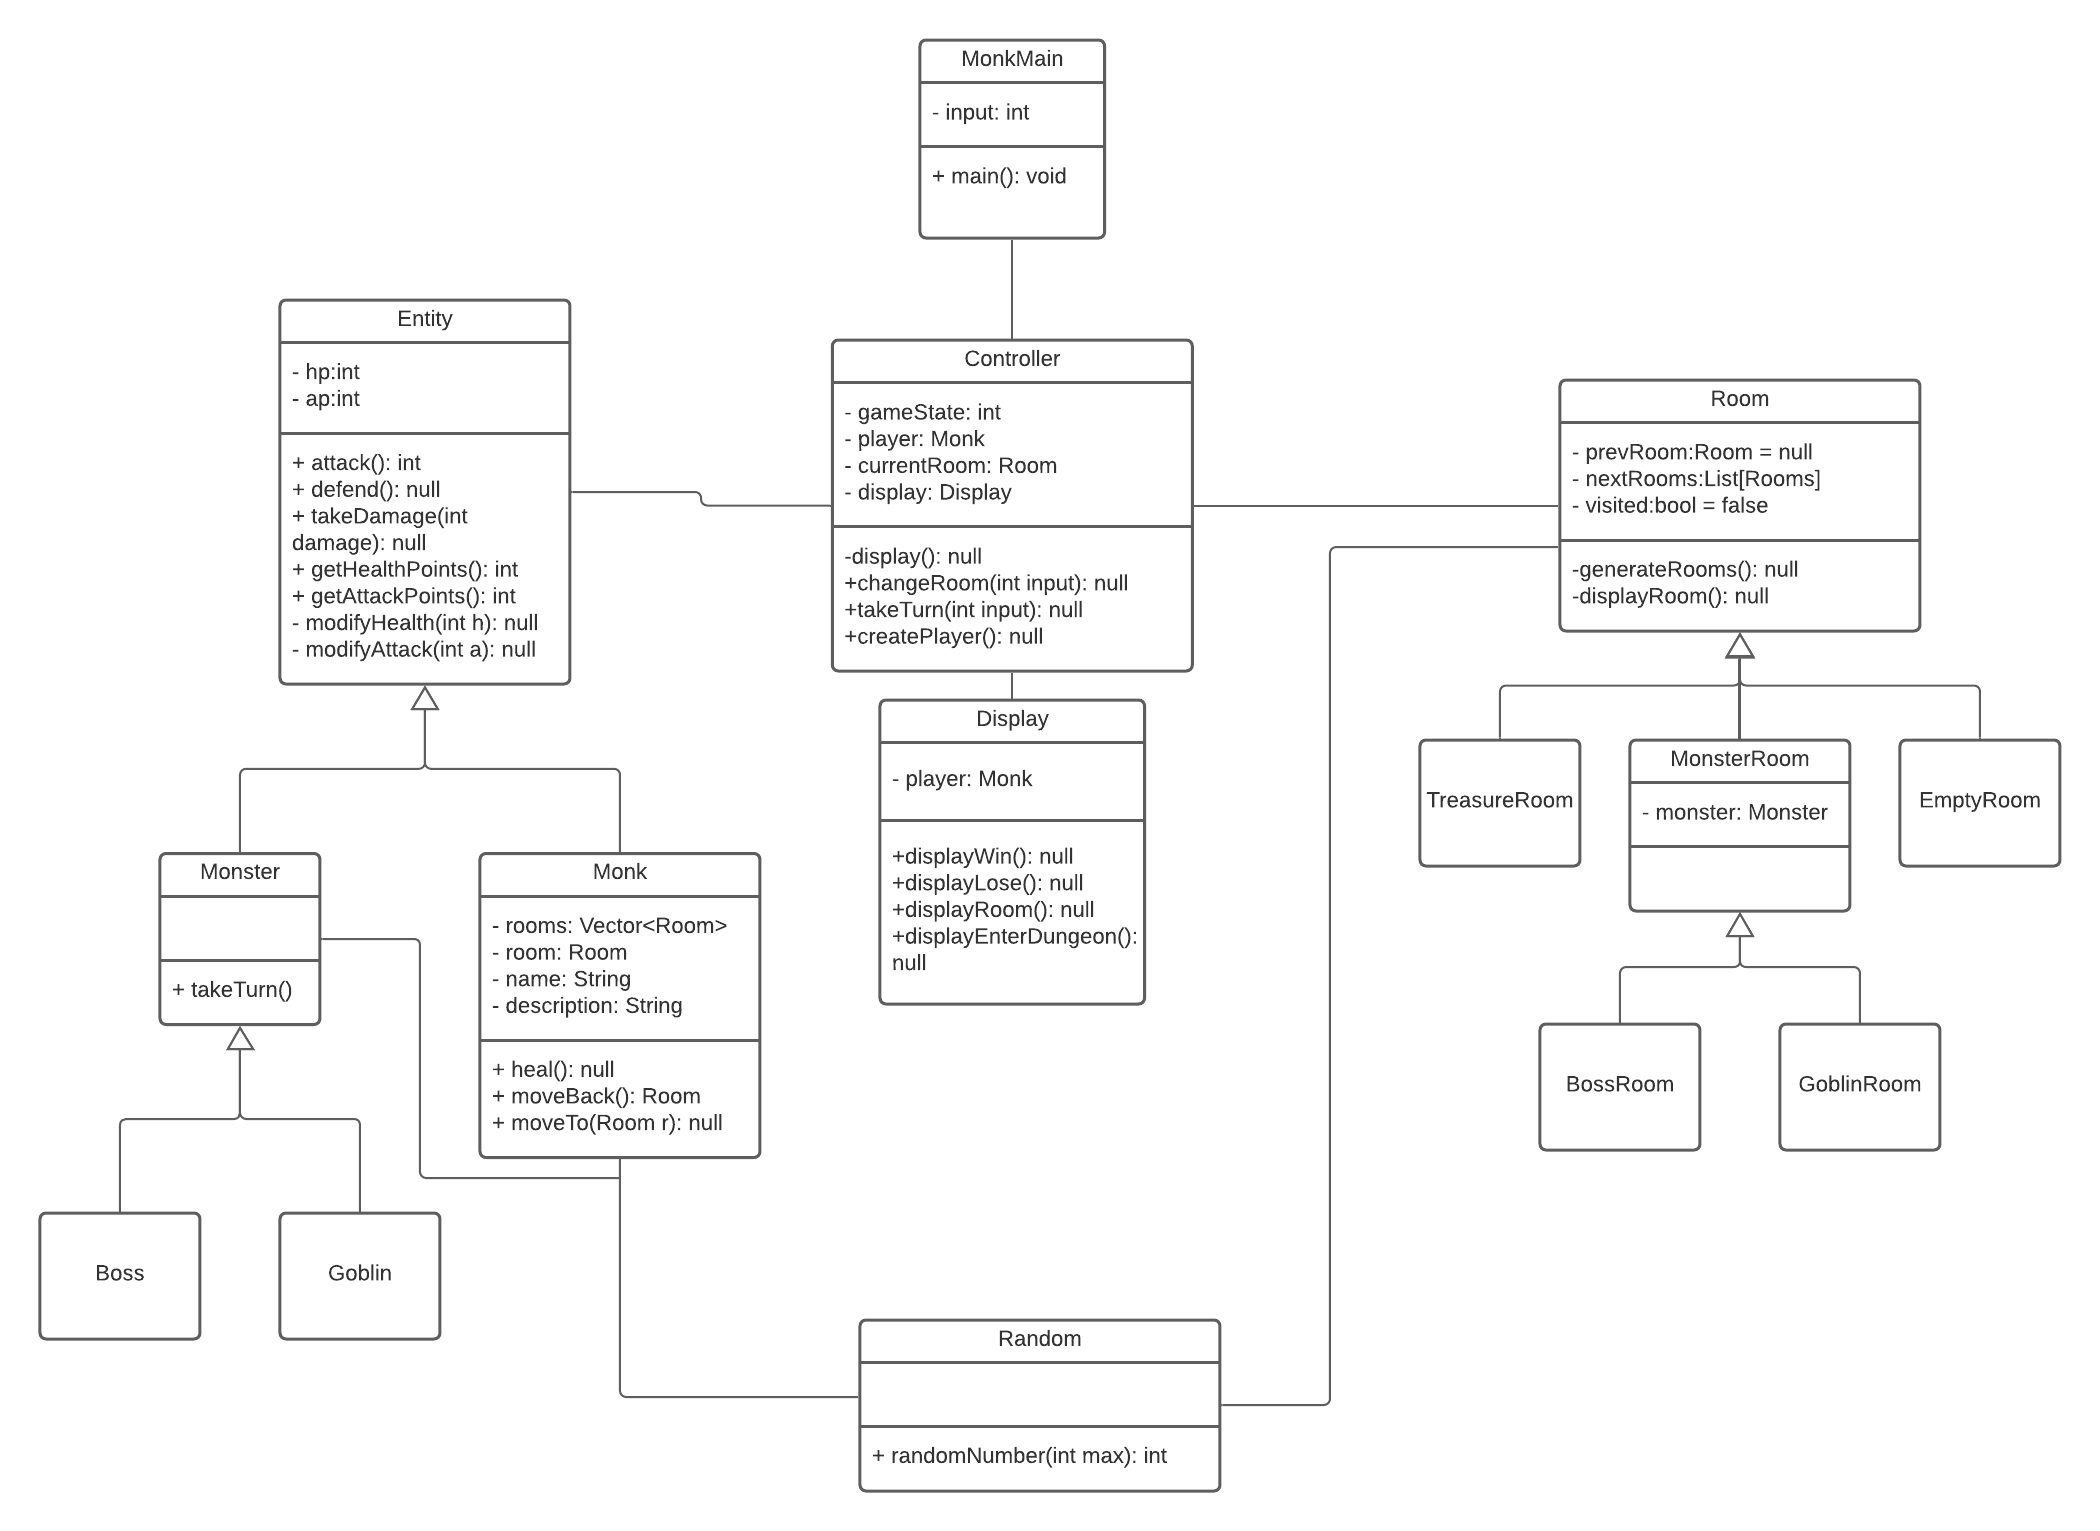 MonkMain
- input: int
+ main(): void
Entity
- hp:int
- ap:int
+ attack(): int
+ defend(): null
+ takeDamage(int
damage): null
+ getHealthPoints(): int
+ getAttackPoints(): int
- modifyHealth(int h): null
- modifyAttack(int a): null
Controller
- gameState: int
- player: Monk
- currentRoom: Room
- display: Display
-display(): null
+changeRoom(int input): null
+takeTurn(int input): null
+createPlayer(): null
Room
- prevRoom:Room = null
- nextRooms:List[Rooms]
- visited:bool = false
-generateRooms(): null
-displayRoom(): null
Display
- player: Monk
+displayWin(): null
+displayLose(): null
+displayRoom(): null
+displayEnterDungeon():
null
TreasureRoom
MonsterRoom
- monster: Monster
EmptyRoom
Monster
+ takeTurn()
Monk
- rooms: Vector<Room>
- room: Room
- name: String
- description: String
+ heal(): null
+ moveBack(): Room
+ moveTo(Room r): null
BossRoom
GoblinRoom
Boss
Goblin
Random
+ randomNumber(int max): int